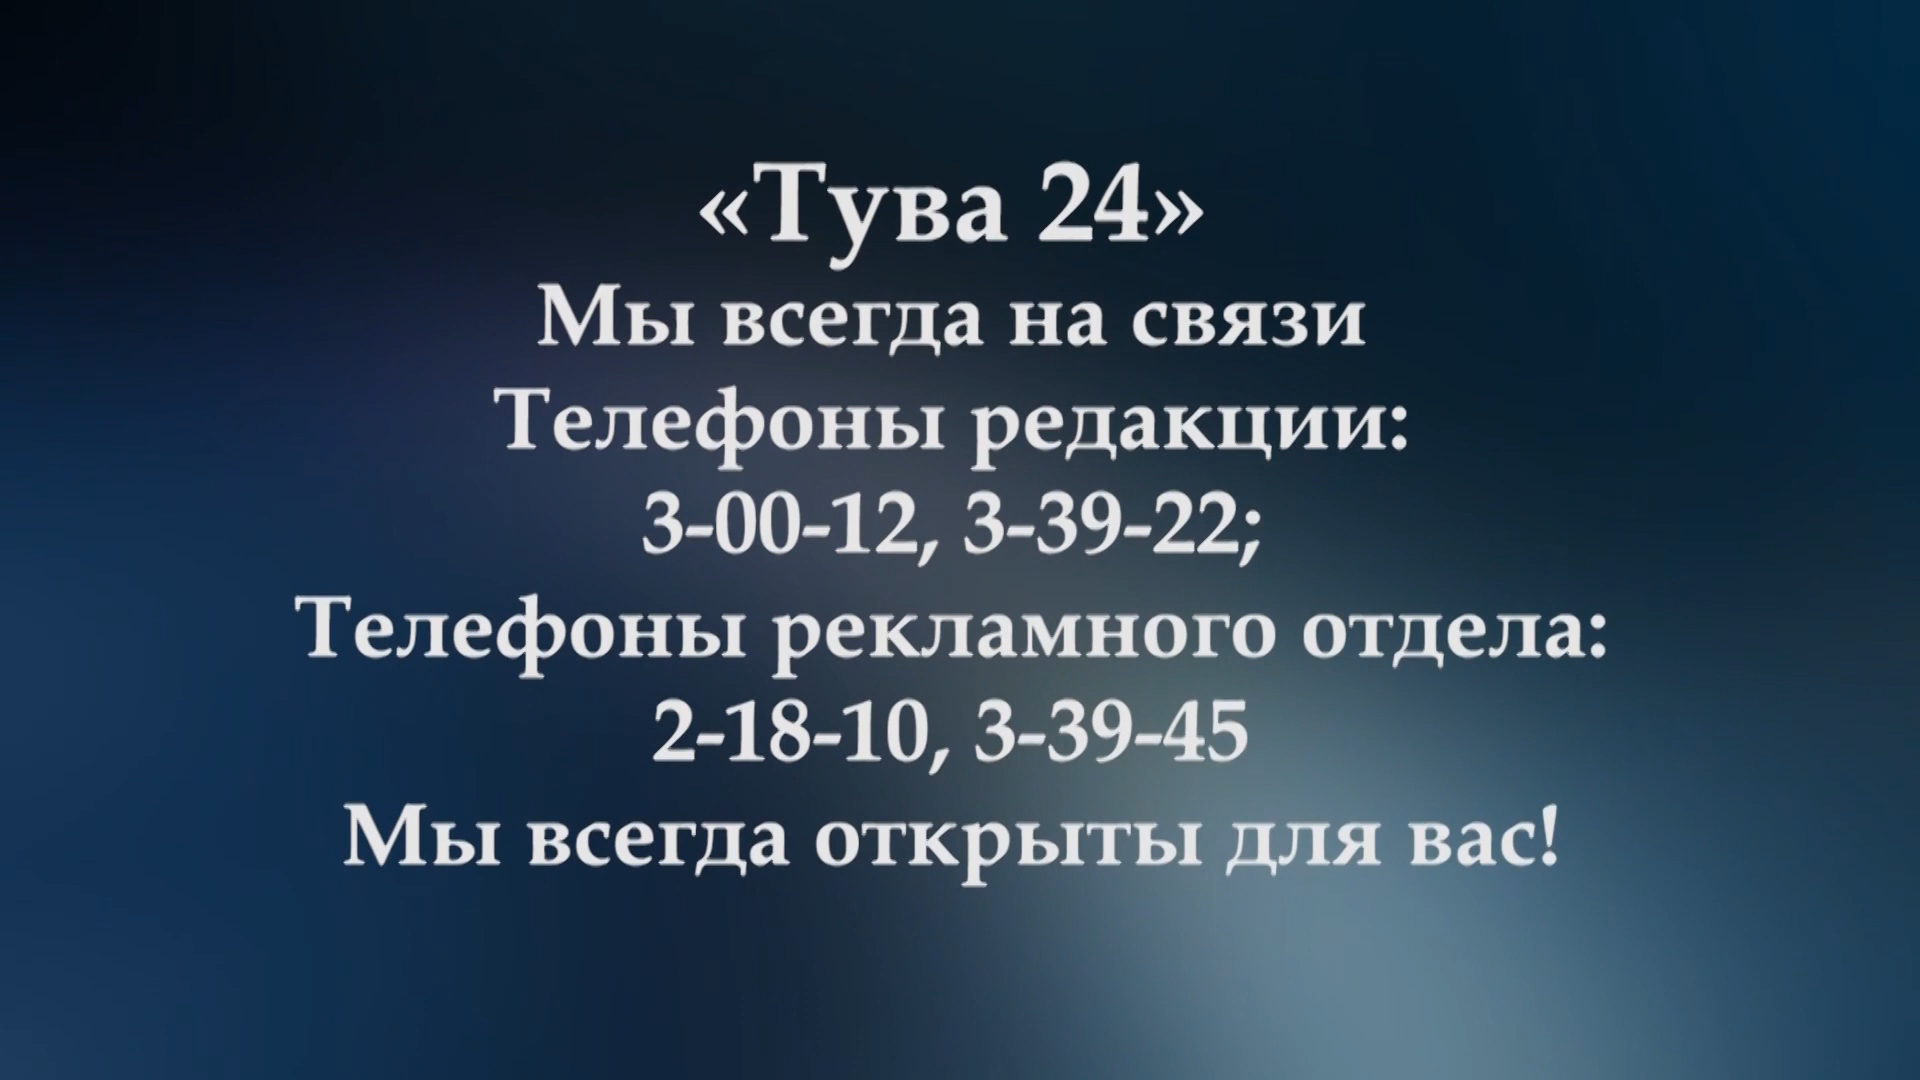 «Тува 24»
Мы всегда на связи
Телефоны редакции:
3-00-12, 3-39-22;
Телефоны рекламного отдела:
2-18-10, 3-39-45
Мы всегда открыты для вас!